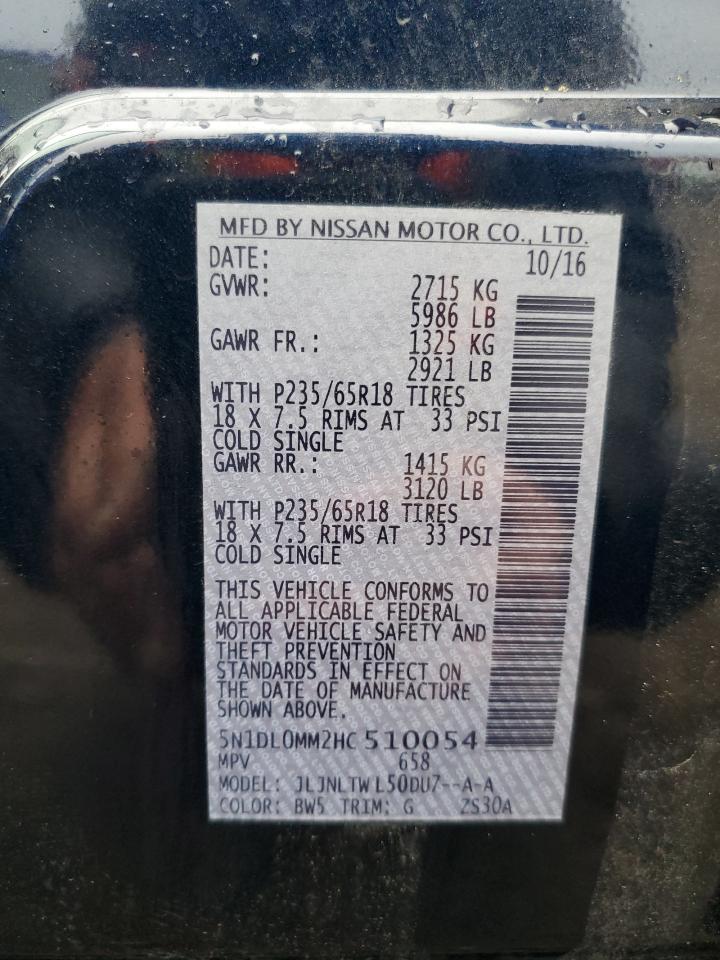 MFD BY NISSAN MOTOR CO., LTD.
DATE: 10/16
GVWR: 2715 KG
5986 LB
GAWR FR.: 1325 KG
2921 LB
WITH P235/65R18 TIRES
18 X 7.5 RIMS AT 33 PSI
COLD SINGLE
GAWR RR.: 1415 KG
3120 LB
WITH P235/65R18 TIRES
18 X 7.5 RIMS AT 33 PSI
COLD SINGLE
THIS VEHICLE CONFORMS TO
ALL APPLICABLE FEDERAL
MOTOR VEHICLE SAFETY AND
THEFT PREVENTION
STANDARDS IN EFFECT ON
THE DATE OF MANUFACTURE
SHOWN ABOVE.
5N1DL0MM2HC 510054
MPV 658
MODEL: JLJNLTWL50DU7--A-A
COLOR: BW5 TRIM: G 2S30A